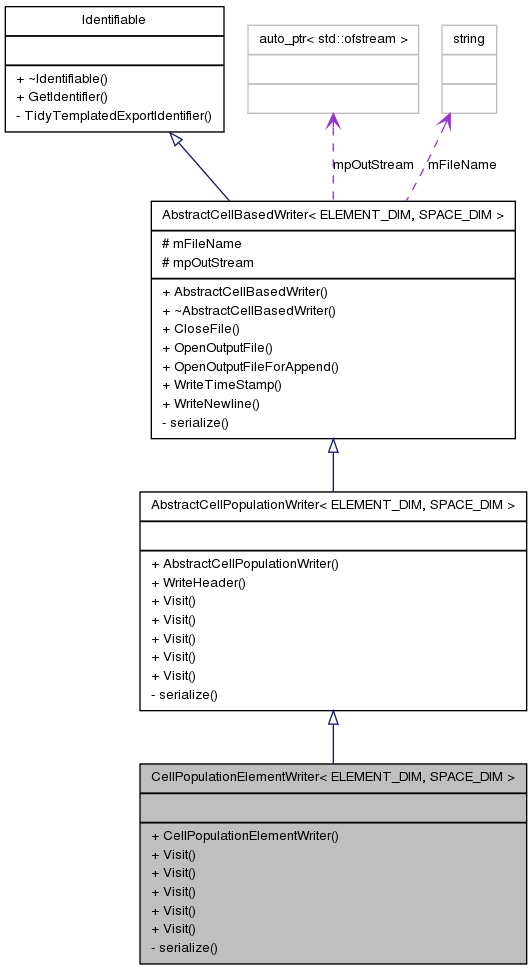 Identifiable
+ ~Identifiable()
+ GetIdentifier()
- TidyTemplatedExportIdentifier()
auto_ptr< std::ofstream >
string
mpOutStream
mFileName
AbstractCellBasedWriter< ELEMENT_DIM, SPACE_DIM >
# mFileName
# mpOutStream
+ AbstractCellBasedWriter()
+ ~AbstractCellBasedWriter()
+ CloseFile()
+ OpenOutputFile()
+ OpenOutputFileForAppend()
+ WriteTimeStamp()
+ WriteNewline()
- serialize()
AbstractCellPopulationWriter< ELEMENT_DIM, SPACE_DIM >
+ AbstractCellPopulationWriter()
+ WriteHeader()
+ Visit()
+ Visit()
+ Visit()
+ Visit()
+ Visit()
- serialize()
CellPopulationElementWriter< ELEMENT_DIM, SPACE_DIM >
+ CellPopulationElementWriter()
+ Visit()
+ Visit()
+ Visit()
+ Visit()
+ Visit()
- serialize()